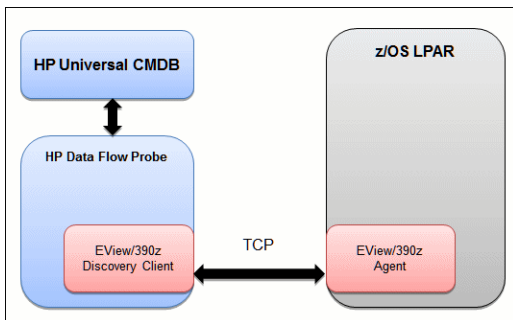 HP Universal CMDB
z/OS LPAR
HP Data Flow Probe
EView/390z
Discovery Client
TCP
EView/390z
Agent